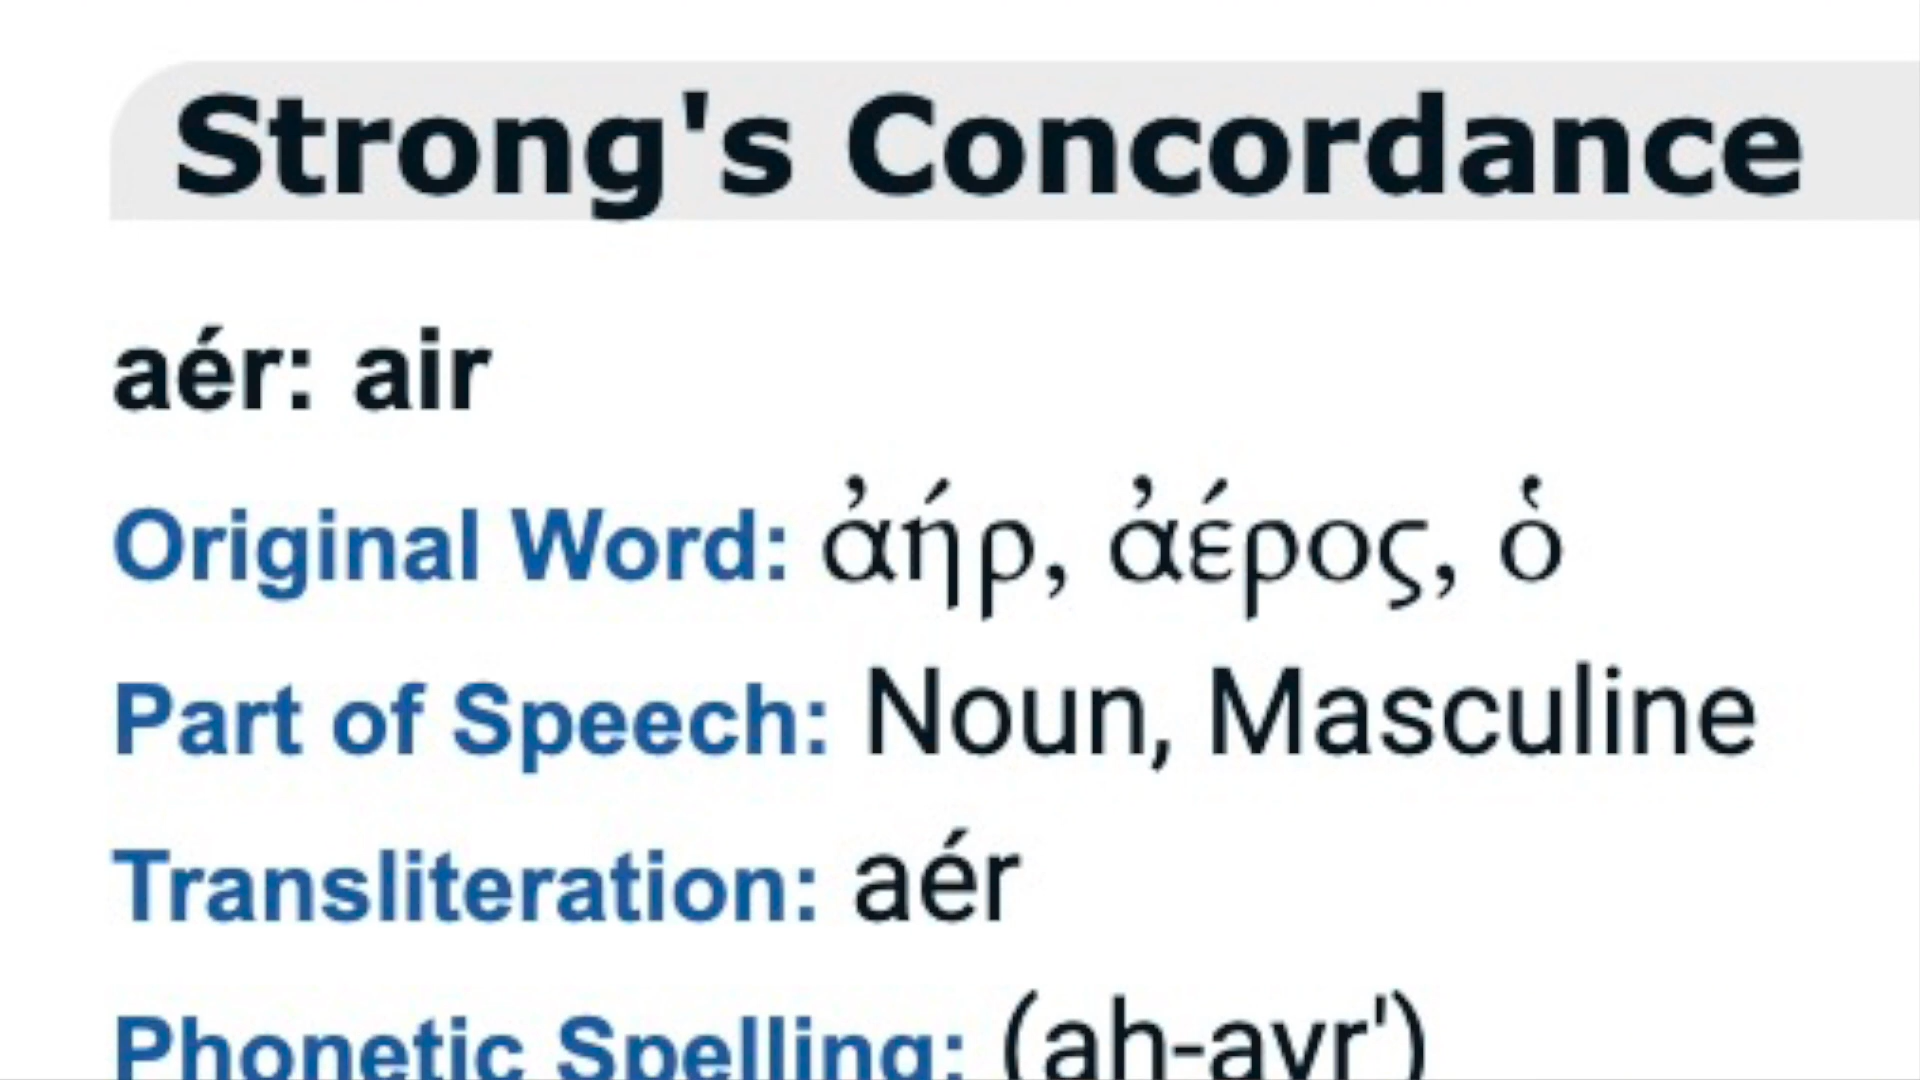 Strong's Concordance
aér: air
Original Word: ἀήρ, ἀέρος, ὁ
Part of Speech: Noun, Masculine
Transliteration: aér
Phonetic Spelling: (ah-ayr')